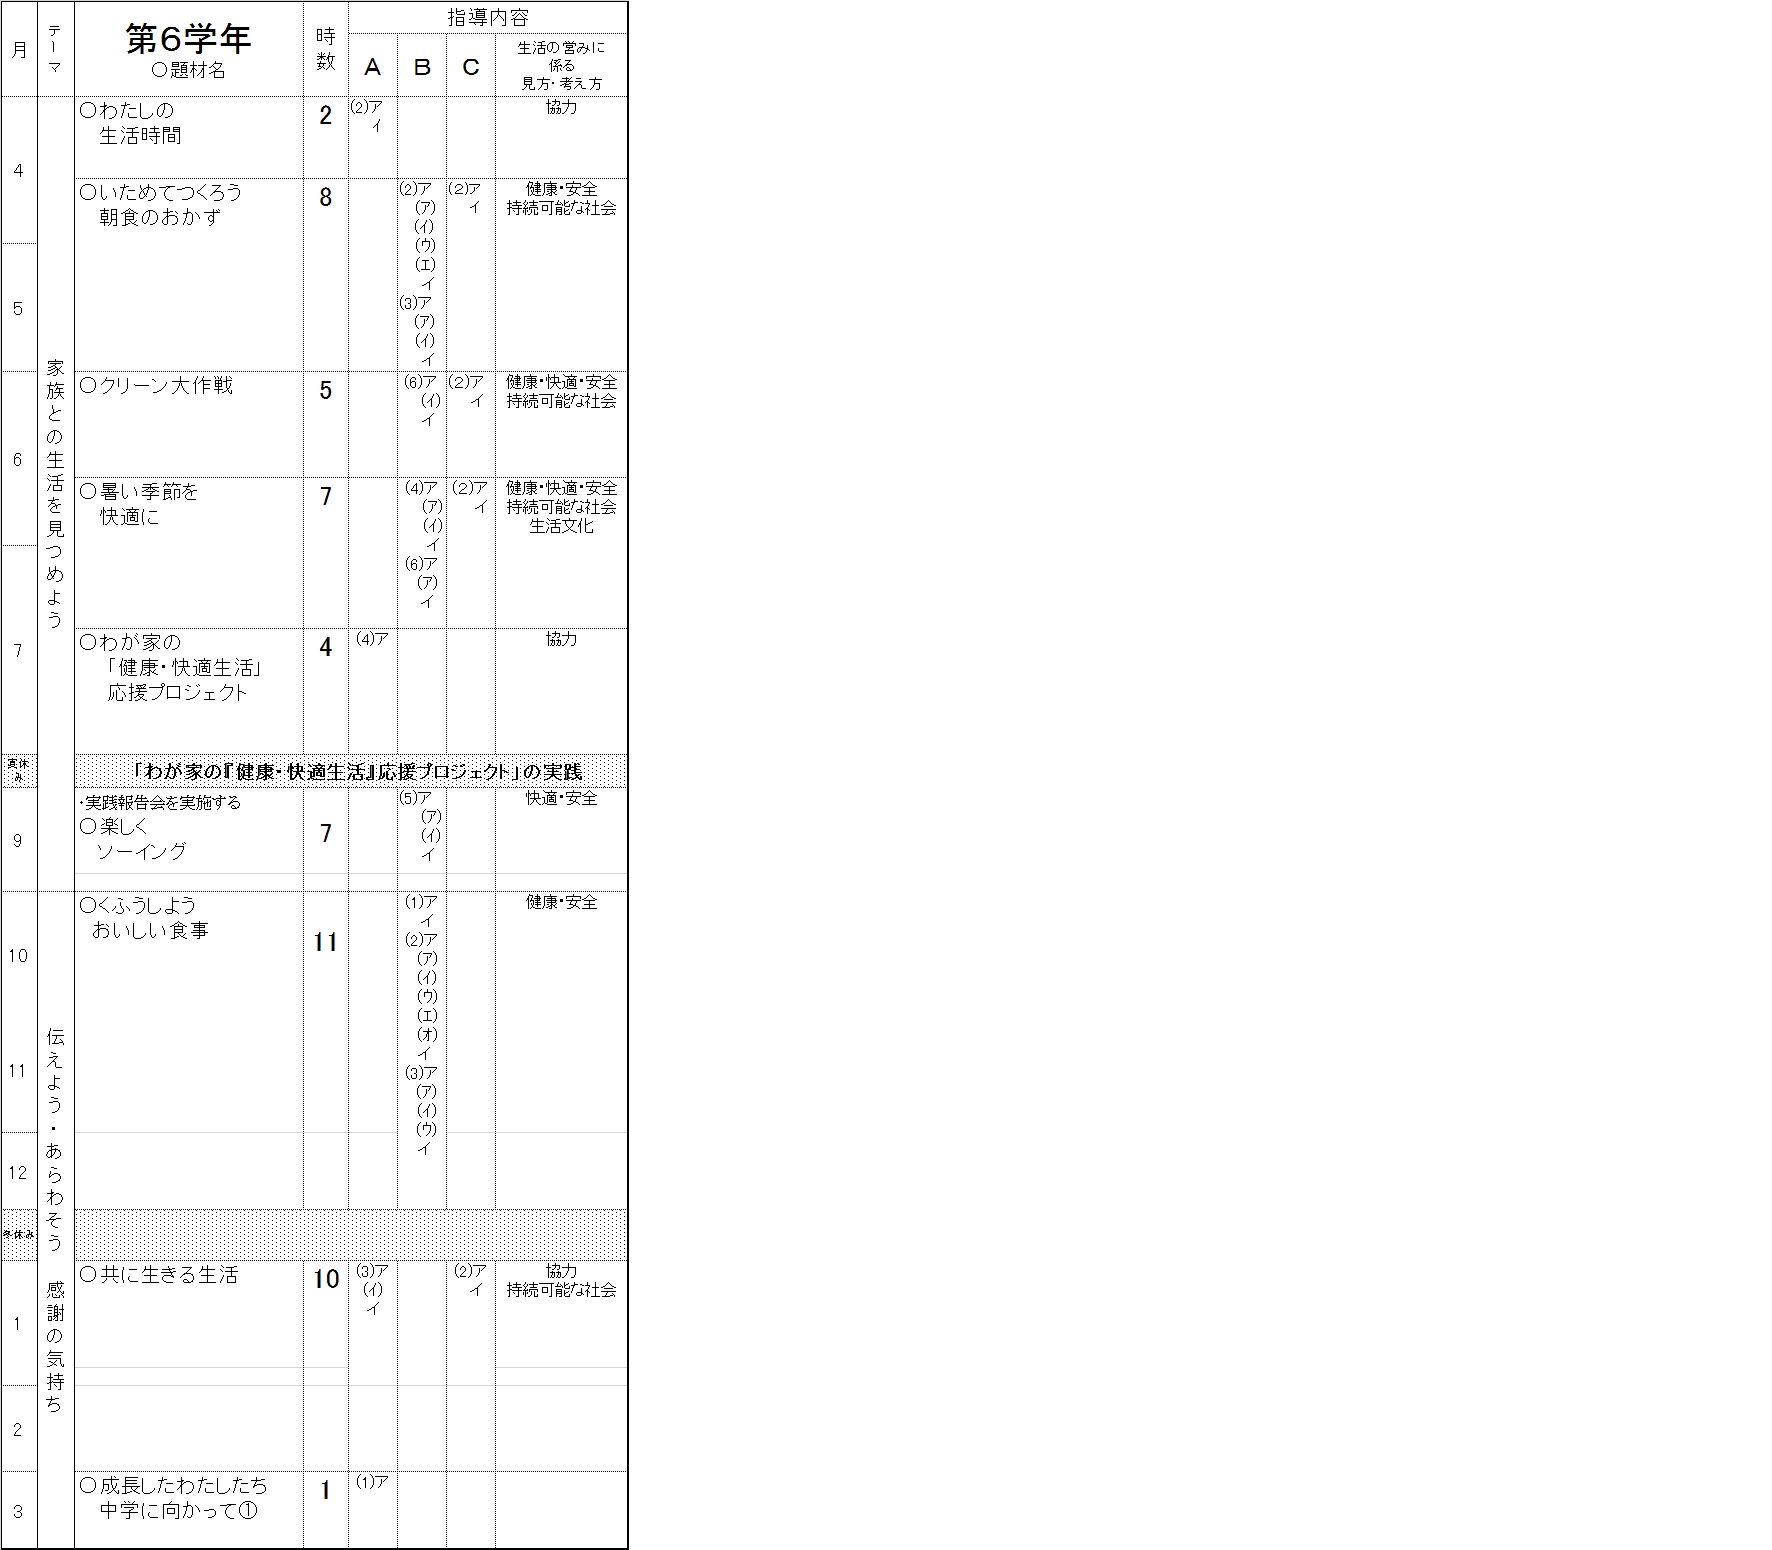 月
テーマ
第６学年
○題材名
時数
指導内容
A
B
C
生活の営みに
係る
見方・考え方
家族との生活を見つめよう
4
○わたしの
生活時間
2
(2)ア
イ
協力
○いためてつくろう
朝食のおかず
8
(2)ア
(ア)
(イ)
(ウ)
(エ)
イ
(3)ア
(ア)
(イ)
イ
(2)ア
イ
健康・安全
持続可能な社会
5
○クリーン大作戦
5
(6)ア
(イ)
イ
(2)ア
イ
健康・快適・安全
持続可能な社会
6
○暑い季節を
快適に
7
(4)ア
(ア)
(イ)
イ
(6)ア
(ア)
イ
(2)ア
イ
健康・快適・安全
持続可能な社会
生活文化
7
○わが家の
「健康・快適生活」
応援プロジェクト
4
(4)ア
協力
夏休み
「わが家の『健康・快適生活』応援プロジェクト」の実践
9
・実践報告会を実施する
○楽しく
ソーイング
7
(5)ア
(ア)
(イ)
イ
快適・安全
伝えよう・あらわそう　感謝の気持ち
10
○くふうしよう
おいしい食事
11
(1)ア
イ
(2)ア
(ア)
(イ)
(ウ)
(エ)
(オ)
イ
(3)ア
(ア)
(イ)
(ウ)
イ
健康・安全
11
12
冬休み
1
○共に生きる生活
10
(3)ア
(イ)
イ
(2)ア
イ
協力
持続可能な社会
2
3
○成長したわたしたち
中学に向かって①
1
(1)ア